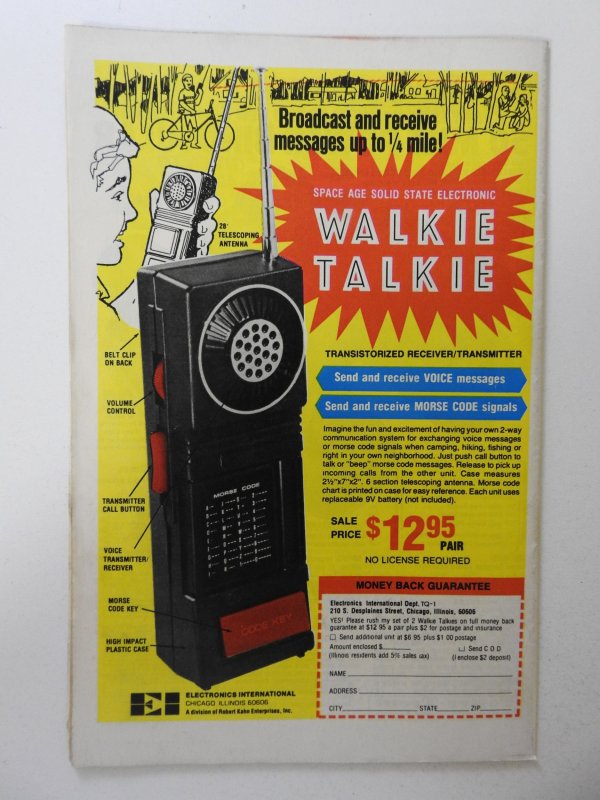 Broadcast and receive
messages up to 1/4 mile!
SPACE AGE SOLID STATE ELECTRONIC
WALKIE
TALKIE
28"
TELESCOPING
ANTENNA
BELT CLIP
ON BACK
VOLUME
CONTROL
TRANSMITTER
CALL BUTTON
VOICE
TRANSMITTER/
RECEIVER
MORSE
CODE KEY
HIGH IMPACT
PLASTIC CASE
MORSE CODE
CODE KEY
TRANSISTORIZED RECEIVER/TRANSMITTER
Send and receive VOICE messages
Send and receive MORSE CODE signals
Imagine the fun and excitement of having your own 2-way
communication system for exchanging voice messages
or morse code signals when camping, hiking, fishing or
right in your own neighborhood. Just push call button to
talk or "beep" morse code messages. Release to pick up
incoming calls from the other unit. Case measures
2½"x7"x2". 6 section telescoping antenna. Morse code
chart is printed on case for easy reference. Each unit uses
replaceable 9V battery (not included).
SALE
PRICE $12 95
PAIR
NO LICENSE REQUIRED
MONEY BACK GUARANTEE
Electronics International Dept. TQ-1
210 S. Desplaines Street, Chicago, Illinois, 60606
YES! Please rush my set of 2 Walkie Talkies on full money back
guarantee at $12 95 a pair plus $2 for postage and insurance
Send additional unit at $6 95 plus $1 00 postage
Amount enclosed $ Send C O D
(Illinois residents add 5% sales tax) (I enclose $2 deposit)
NAME
ADDRESS
CITY STATE ZIP
EI
ELECTRONICS INTERNATIONAL
CHICAGO ILLINOIS 60606
A division of Robert Kahn Enterprises, Inc.